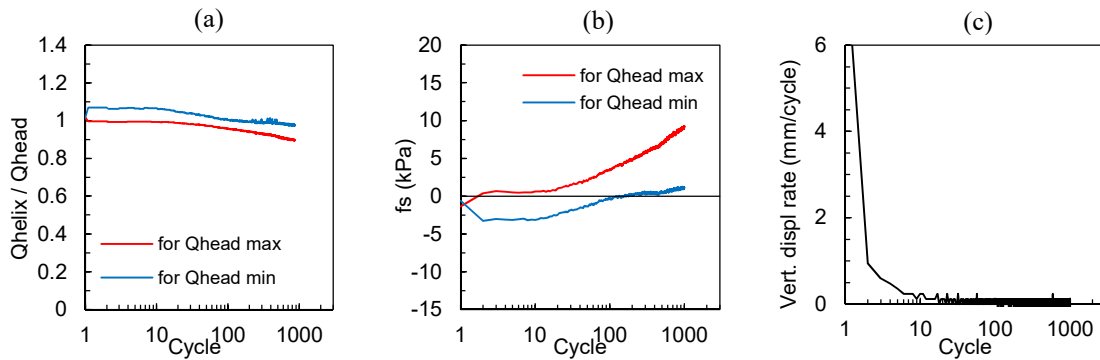 (a)
1.4
1.2
1
0.8
0.6
0.4
0.2
0
Qhelix / Qhead
for Qhead max
for Qhead min
1 10 100 1000
Cycle
(b)
20
15
10
5
0
-5
-10
-15
fs (kPa)
for Qhead max
for Qhead min
1 10 100 1000
Cycle
(c)
6
4
2
0
Vert. displ rate (mm/cycle)
1 10 100 1000
Cycle